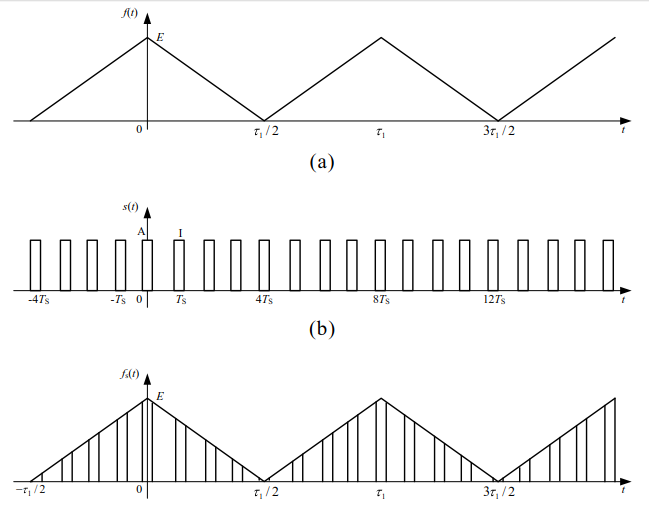 f(t)
E
0
τ₁ / 2
τ₁
3τ₁ / 2
t
(a)
s(t)
A
I
-4Tₛ
-Tₛ
0
Tₛ
4Tₛ
8Tₛ
12Tₛ
t
(b)
fₛ(t)
E
−τ₁ / 2
0
τ₁ / 2
τ₁
3τ₁ / 2
t